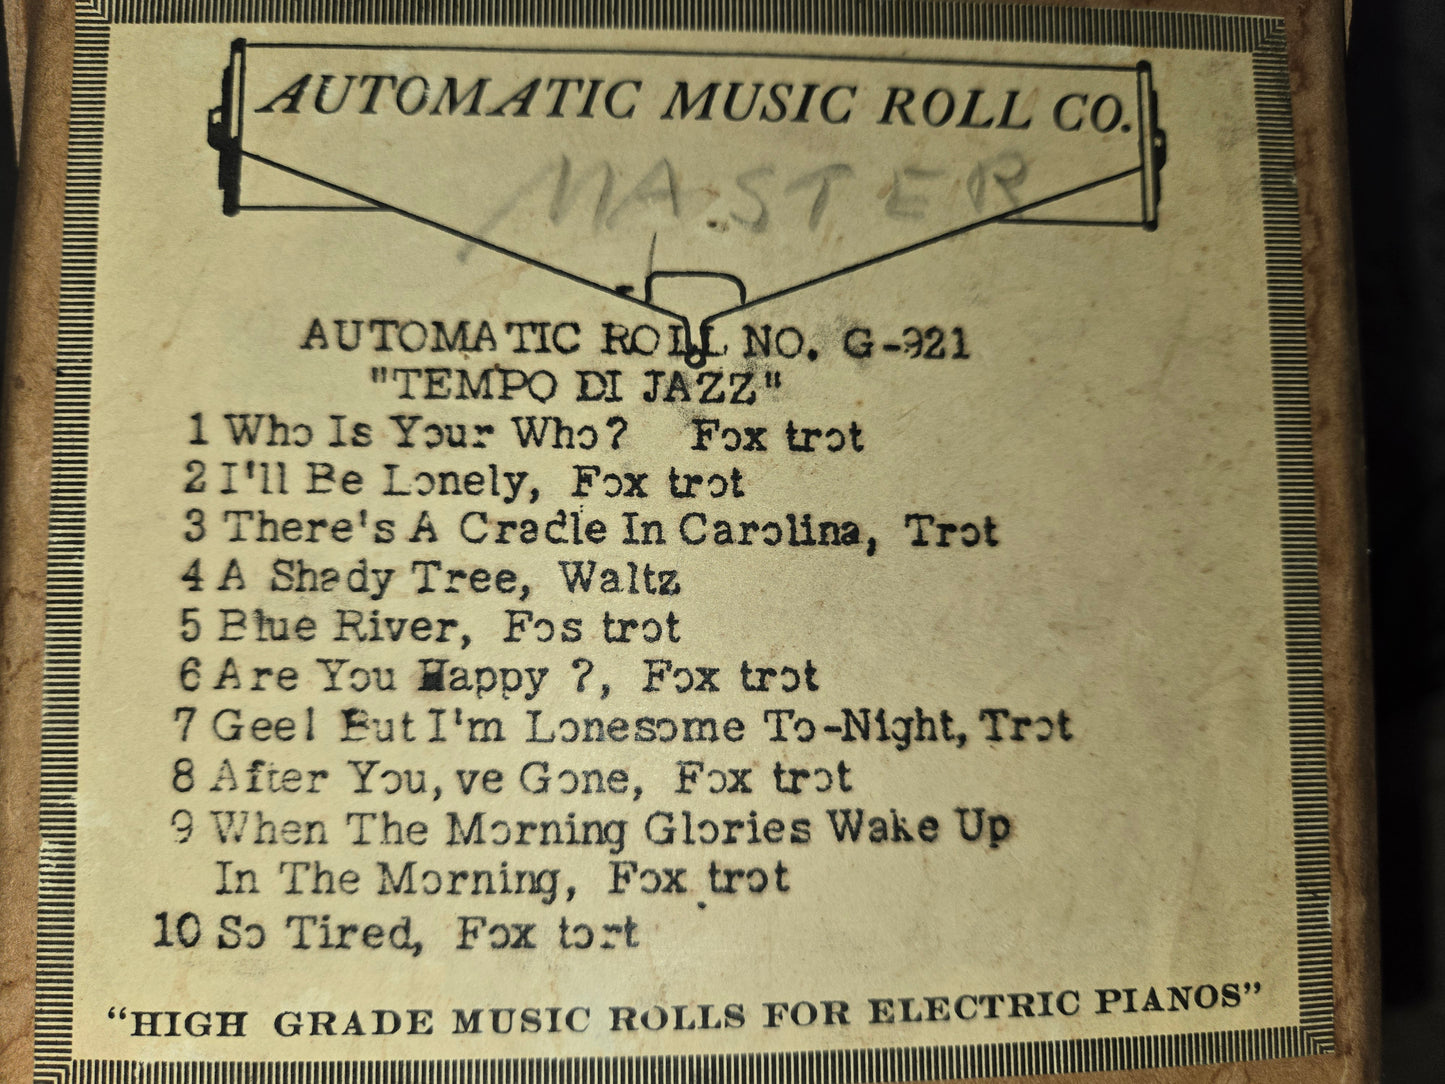 AUTOMATIC MUSIC ROLL CO.
MASTER
AUTOMATIC ROLL NO. G-921
"TEMPO DI JAZZ"
1 Who Is Your Who? Fox trot
2 I'll Be Lonely, Fox trot
3 There's A Cradle In Carolina, Trot
4 A Shady Tree, Waltz
5 Blue River, Fos trot
6 Are You Happy ?, Fox trot
7 Gee! But I'm Lonesome To-Night, Trot
8 After You,ve Gone, Fox trot
9 When The Morning Glories Wake Up
In The Morning, Fox trot
10 So Tired, Fox tort
“HIGH GRADE MUSIC ROLLS FOR ELECTRIC PIANOS”